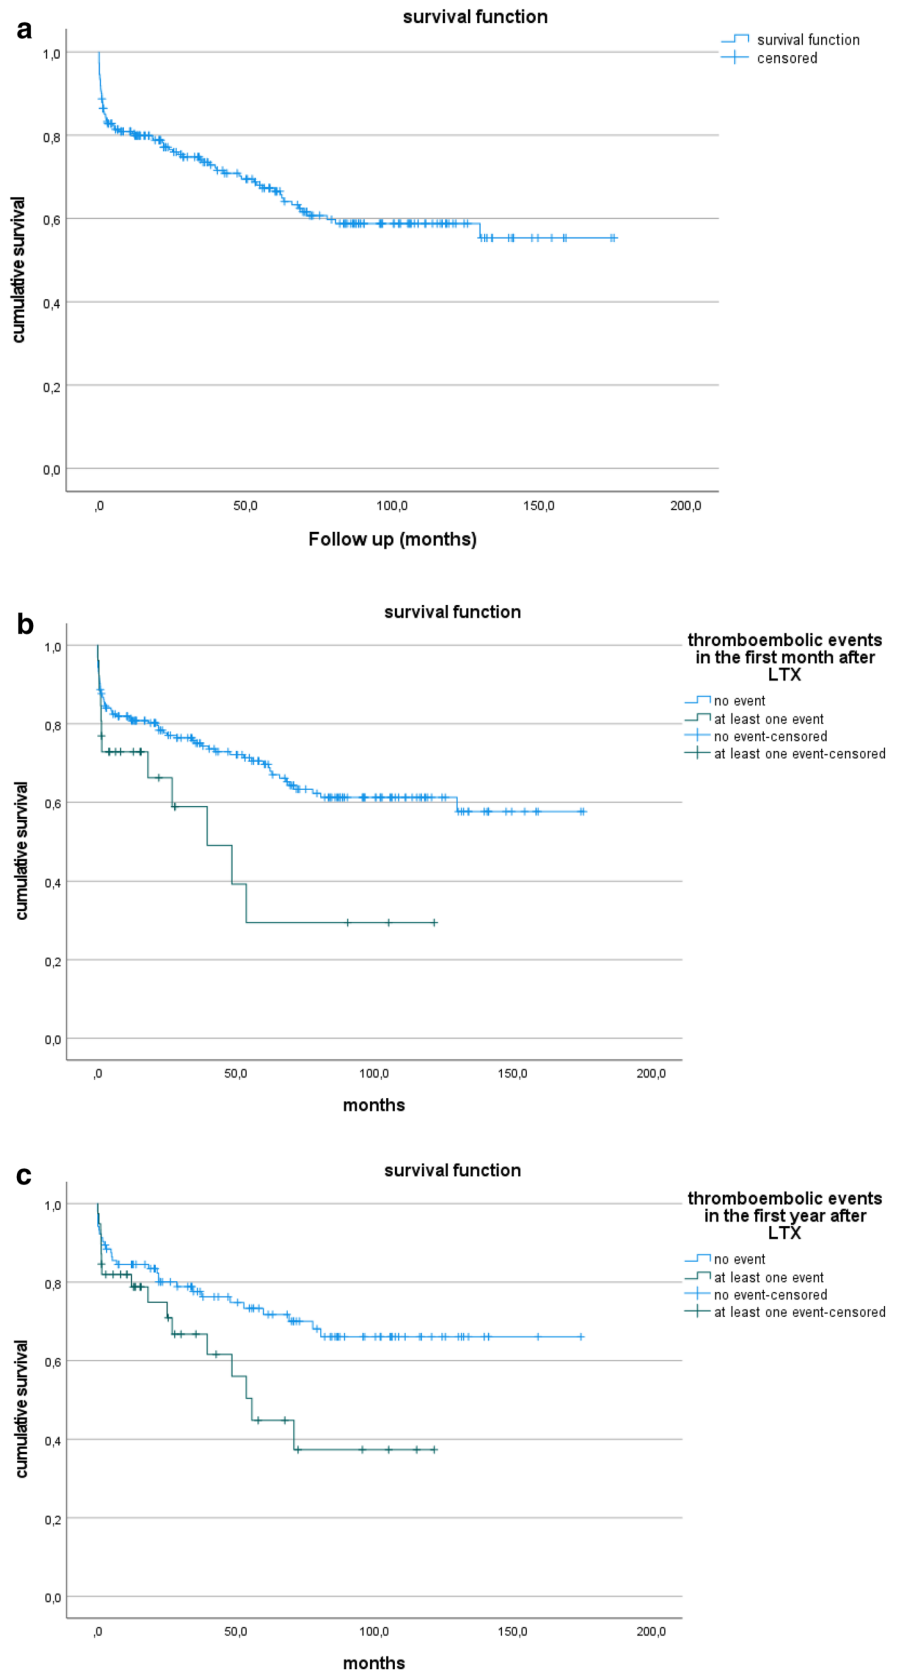 a
survival function
survival function
censored
1,0
0,8
0,6
0,4
0,2
0,0
cumulative survival
,0 50,0 100,0 150,0 200,0
Follow up (months)
b
survival function
thromboembolic events
in the first month after
LTX
no event
at least one event
no event-censored
at least one event-censored
1,0
0,8
0,6
0,4
0,2
0,0
cumulative survival
,0 50,0 100,0 150,0 200,0
months
c
survival function
thromboembolic events
in the first year after
LTX
no event
at least one event
no event-censored
at least one event-censored
1,0
0,8
0,6
0,4
0,2
0,0
cumulative survival
,0 50,0 100,0 150,0 200,0
months